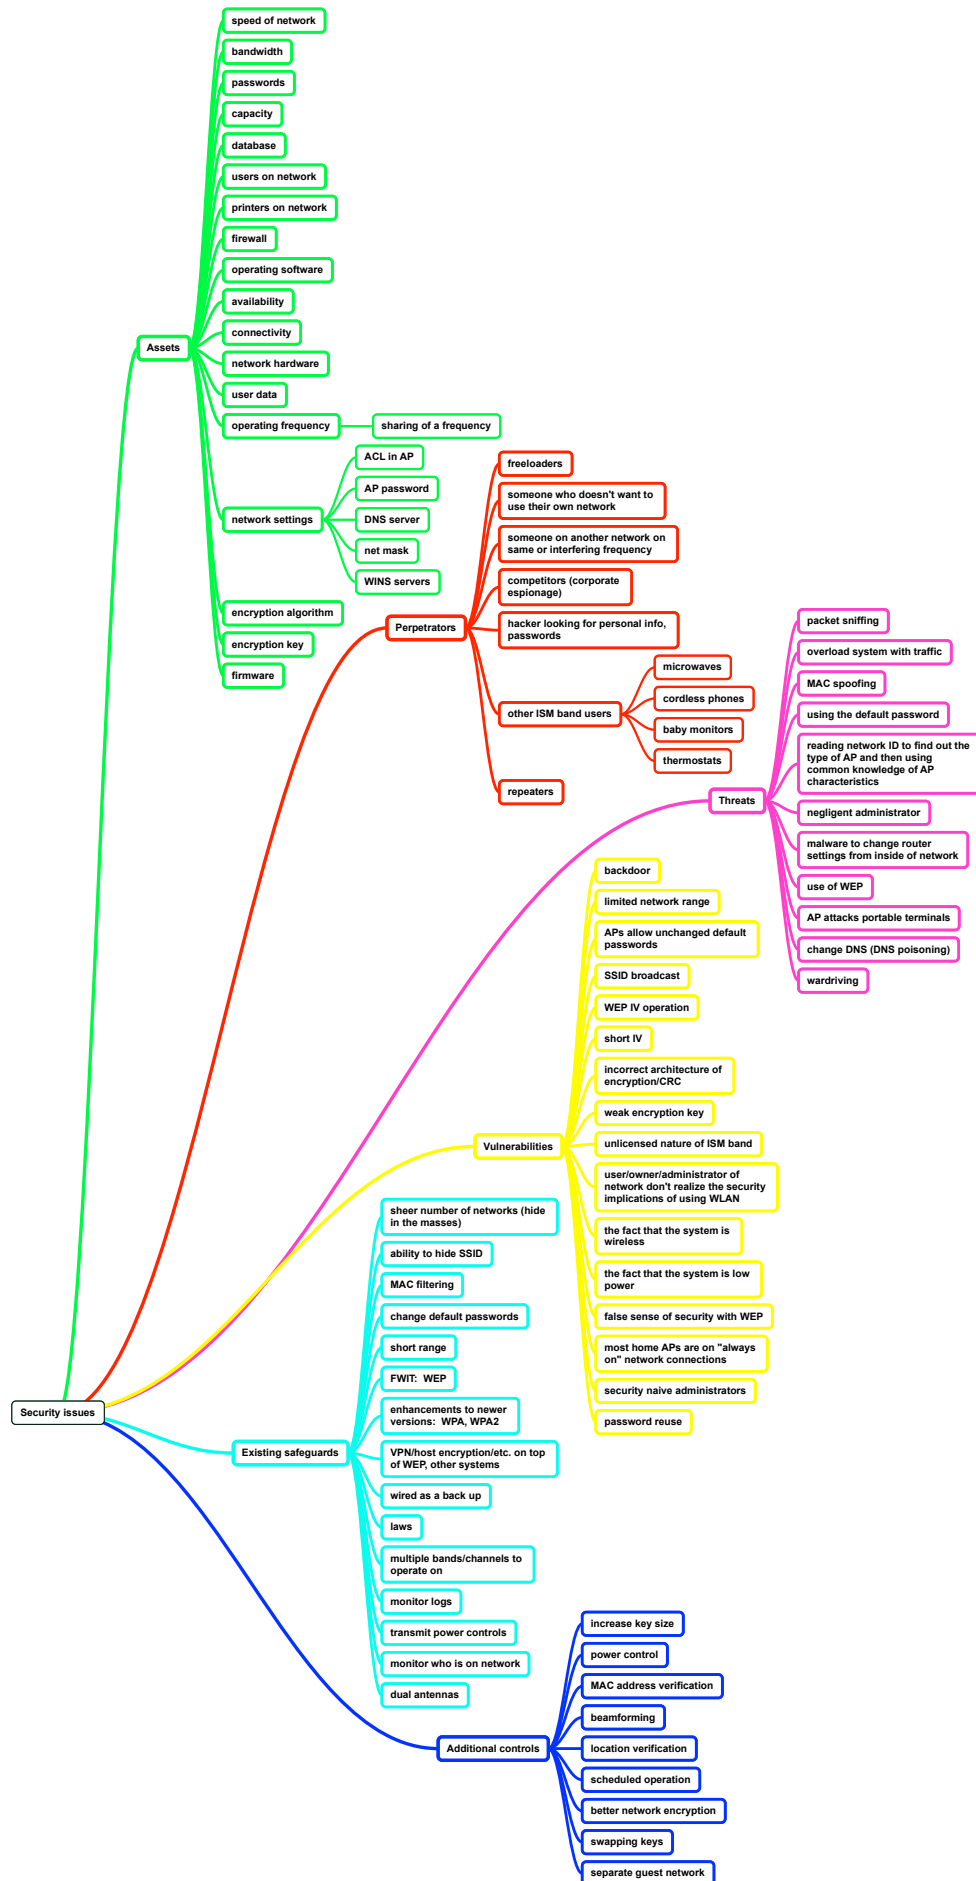 speed of network
bandwidth
passwords
capacity
database
users on network
printers on network
firewall
operating software
availability
connectivity
Assets
network hardware
user data
operating frequency
sharing of a frequency
ACL in AP
AP password
network settings
DNS server
net mask
WINS servers
encryption algorithm
encryption key
firmware
freeloaders
someone who doesn't want to
use their own network
someone on another network on
same or interfering frequency
competitors (corporate
espionage)
Perpetrators
hacker looking for personal info,
passwords
other ISM band users
microwaves
cordless phones
baby monitors
thermostats
repeaters
packet sniffing
overload system with traffic
MAC spoofing
using the default password
reading network ID to find out the
type of AP and then using
common knowledge of AP
characteristics
Threats
negligent administrator
malware to change router
settings from inside of network
use of WEP
AP attacks portable terminals
change DNS (DNS poisoning)
wardriving
backdoor
limited network range
APs allow unchanged default
passwords
SSID broadcast
WEP IV operation
short IV
incorrect architecture of
encryption/CRC
weak encryption key
Vulnerabilities
unlicensed nature of ISM band
user/owner/administrator of
network don't realize the security
implications of using WLAN
the fact that the system is
wireless
the fact that the system is low
power
false sense of security with WEP
most home APs are on "always
on" network connections
security naive administrators
password reuse
sheer number of networks (hide
in the masses)
ability to hide SSID
MAC filtering
change default passwords
short range
FWIT:  WEP
enhancements to newer
versions:  WPA, WPA2
Security issues
Existing safeguards
VPN/host encryption/etc. on top
of WEP, other systems
wired as a back up
laws
multiple bands/channels to
operate on
monitor logs
transmit power controls
monitor who is on network
dual antennas
increase key size
power control
MAC address verification
beamforming
Additional controls
location verification
scheduled operation
better network encryption
swapping keys
separate guest network